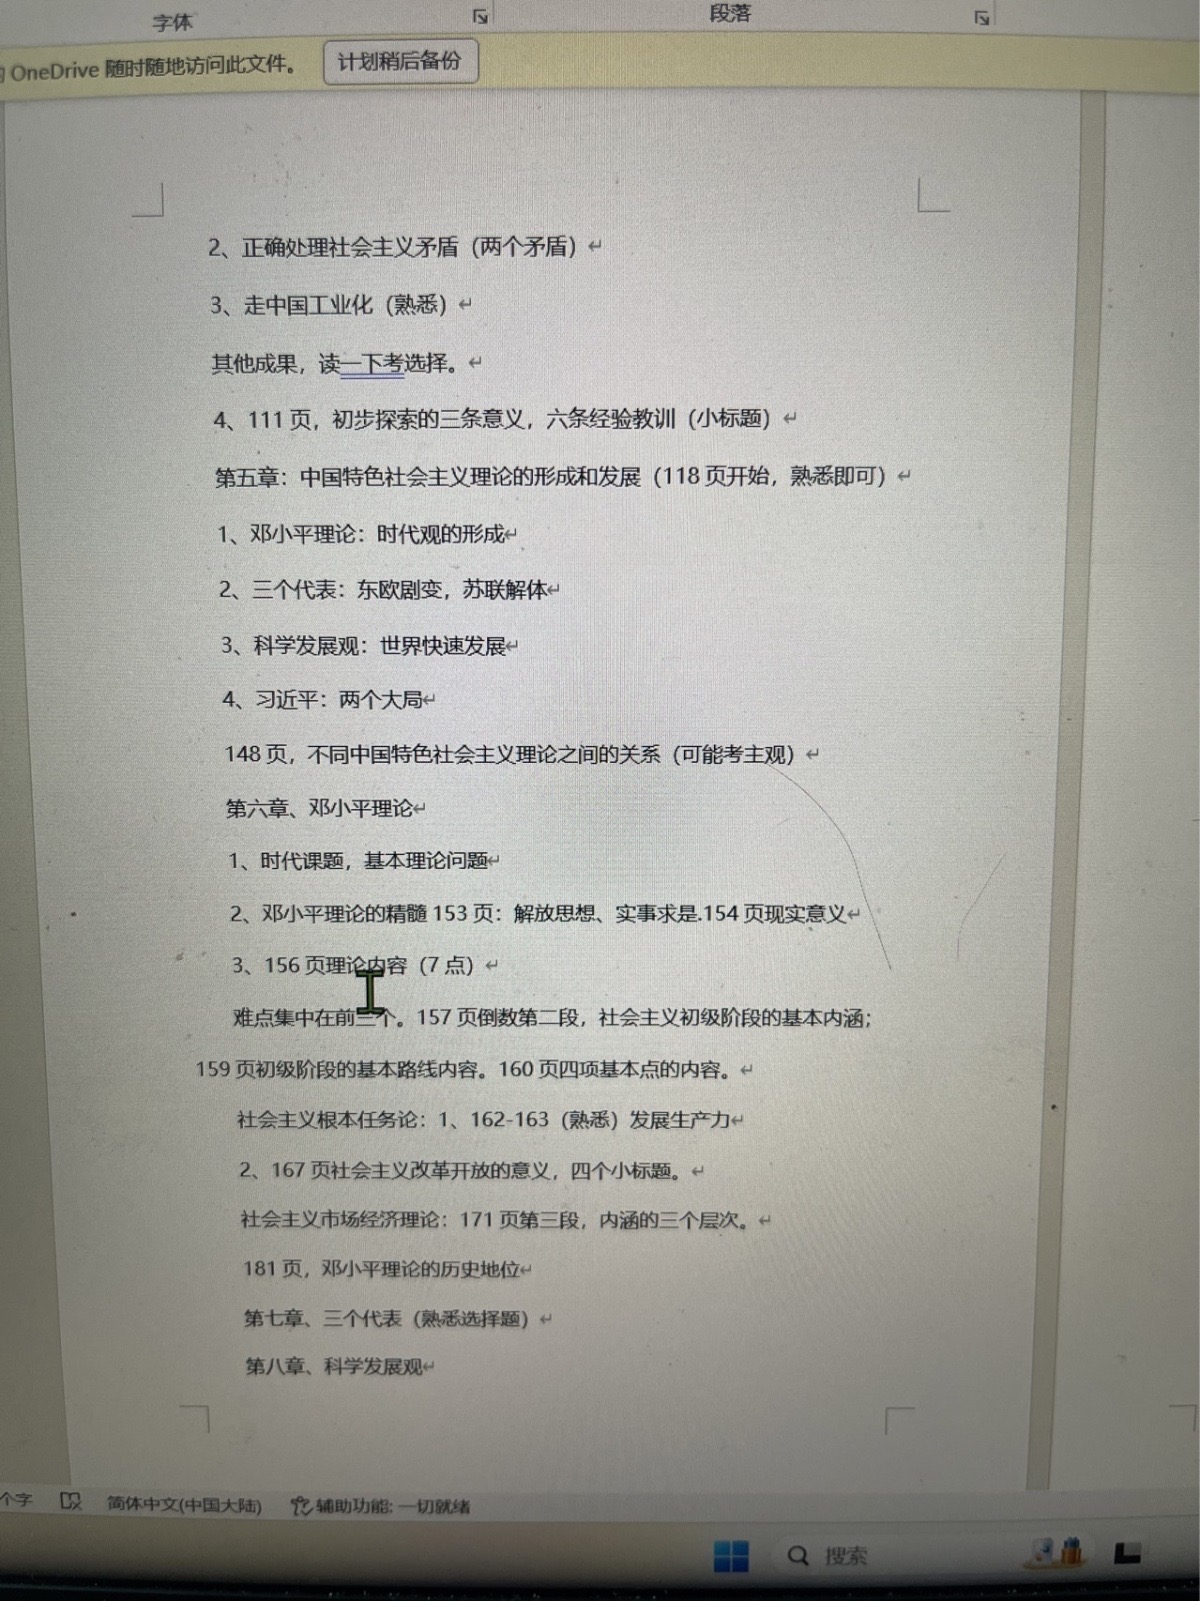 字体
段落
OneDrive 随时随地访问此文件。 计划稍后备份
2、正确处理社会主义矛盾（两个矛盾）
3、走中国工业化（熟悉）
其他成果，读一下考选择。
4、111 页，初步探索的三条意义，六条经验教训（小标题）
第五章：中国特色社会主义理论的形成和发展（118 页开始，熟悉即可）
1、邓小平理论：时代观的形成
2、三个代表：东欧剧变，苏联解体
3、科学发展观：世界快速发展
4、习近平：两个大局
148 页，不同中国特色社会主义理论之间的关系（可能考主观）
第六章、邓小平理论
1、时代课题，基本理论问题
2、邓小平理论的精髓 153 页：解放思想、实事求是.154 页现实意义
3、156 页理论内容（7 点）
难点集中在前三个。157 页倒数第二段，社会主义初级阶段的基本内涵；
159 页初级阶段的基本路线内容。160 页四项基本点的内容。
社会主义根本任务论：1、162-163（熟悉）发展生产力
2、167 页社会主义改革开放的意义，四个小标题。
社会主义市场经济理论：171 页第三段，内涵的三个层次。
181 页，邓小平理论的历史地位
第七章、三个代表（熟悉选择题）
第八章、科学发展观
个字 简体中文(中国大陆) 辅助功能: 一切就绪
搜索